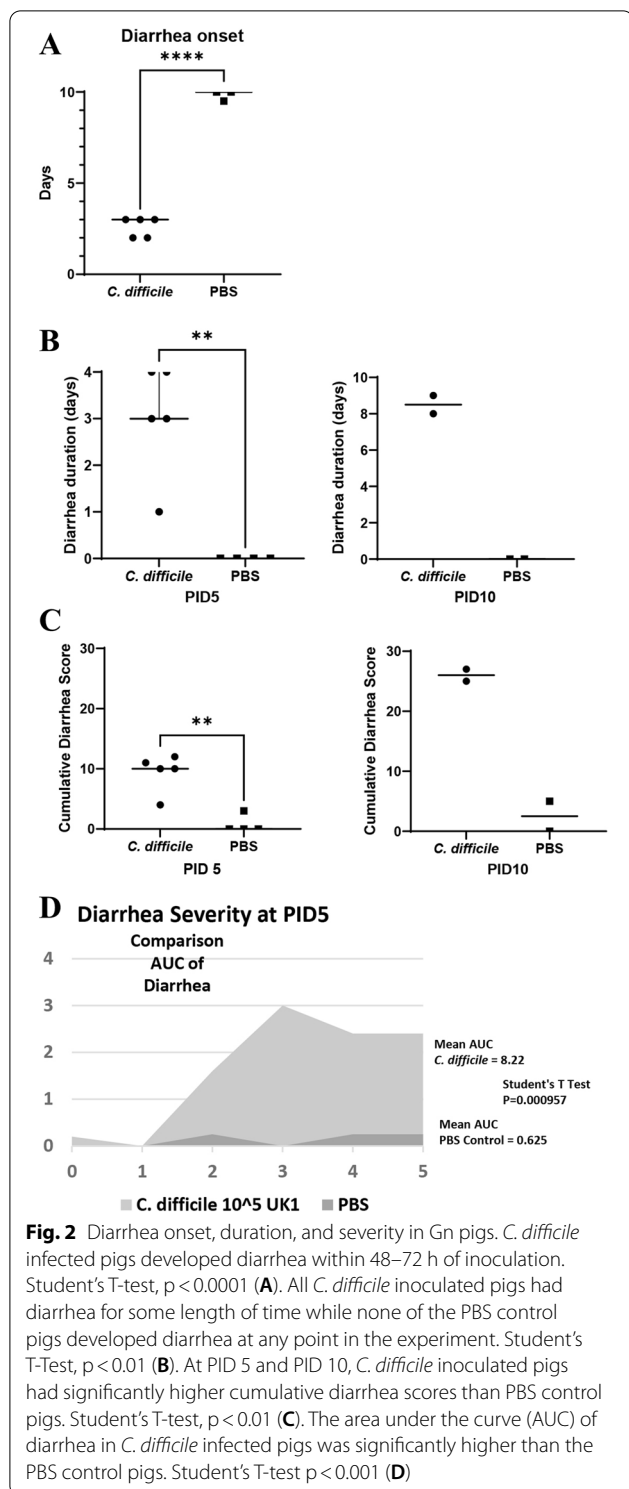 A
Diarrhea onset
****
10
5
0
Days
C. difficile PBS
B
**
4
3
2
1
0
Diarrhea duration (days)
C. difficile PBS
PID5
10
8
6
4
2
0
Diarrhea duration (days)
C. difficile PBS
PID10
C
30
20
10
0
Cumulative Diarrhea Score
**
C. difficile PBS
PID 5
30
20
10
0
Cumulative Diarrhea Score
C. difficile PBS
PID10
D
Diarrhea Severity at PID5
Comparison
AUC of
Diarrhea
4
3
2
1
0
0 1 2 3 4 5
Mean AUC
C. difficile = 8.22
Student's T Test
P=0.000957
Mean AUC
PBS Control = 0.625
C. difficile 10^5 UK1 PBS
Fig. 2 Diarrhea onset, duration, and severity in Gn pigs. C. difficile
infected pigs developed diarrhea within 48–72 h of inoculation.
Student's T-test, p < 0.0001 (A). All C. difficile inoculated pigs had
diarrhea for some length of time while none of the PBS control
pigs developed diarrhea at any point in the experiment. Student's
T-Test, p < 0.01 (B). At PID 5 and PID 10, C. difficile inoculated pigs
had significantly higher cumulative diarrhea scores than PBS control
pigs. Student's T-test, p < 0.01 (C). The area under the curve (AUC) of
diarrhea in C. difficile infected pigs was significantly higher than the
PBS control pigs. Student's T-test p < 0.001 (D)